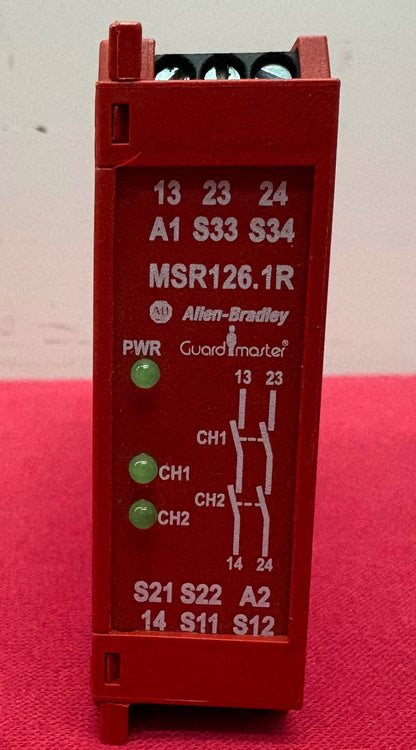 13 23 24
A1 S33 S34
MSR126.1R
AB Allen-Bradley
PWR Guardmaster®
13 23
CH1
CH1
CH2
CH2
14 24
S21 S22 A2
14 S11 S12